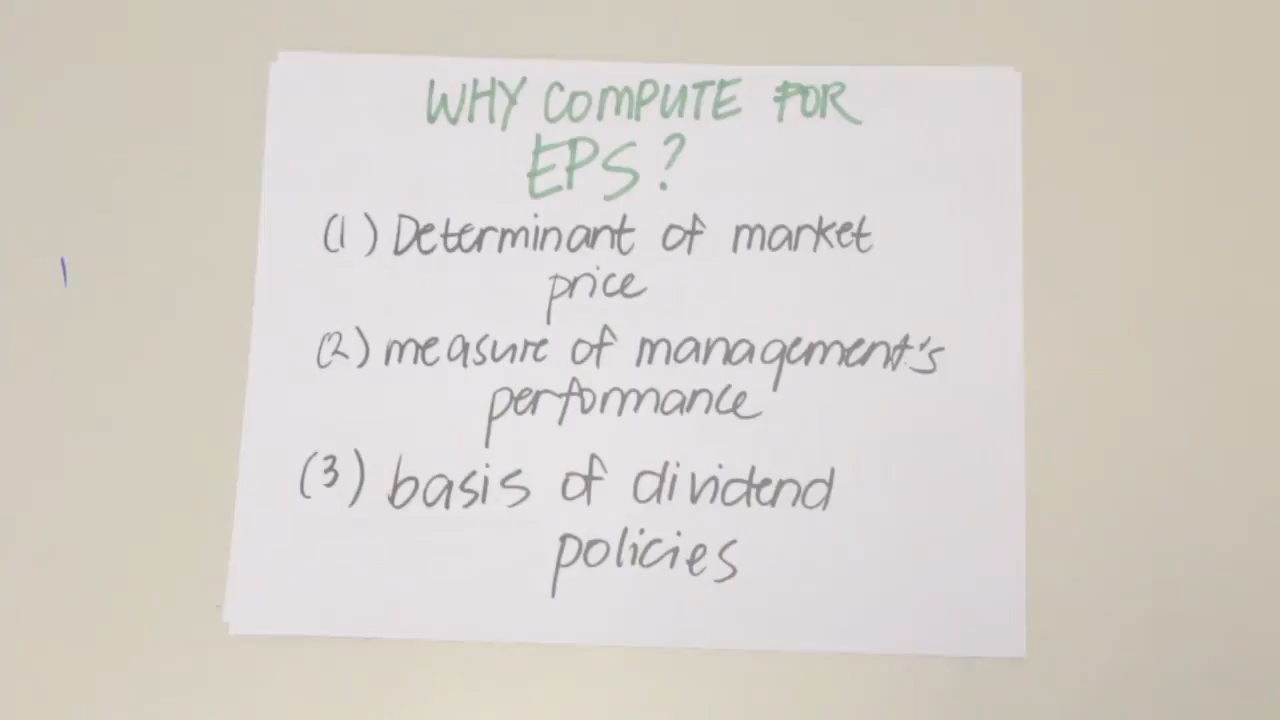 WHY COMPUTE FOR
EPS?
(1) Determinant of market
price
(2) measure of management's
performance
(3) basis of dividend
policies